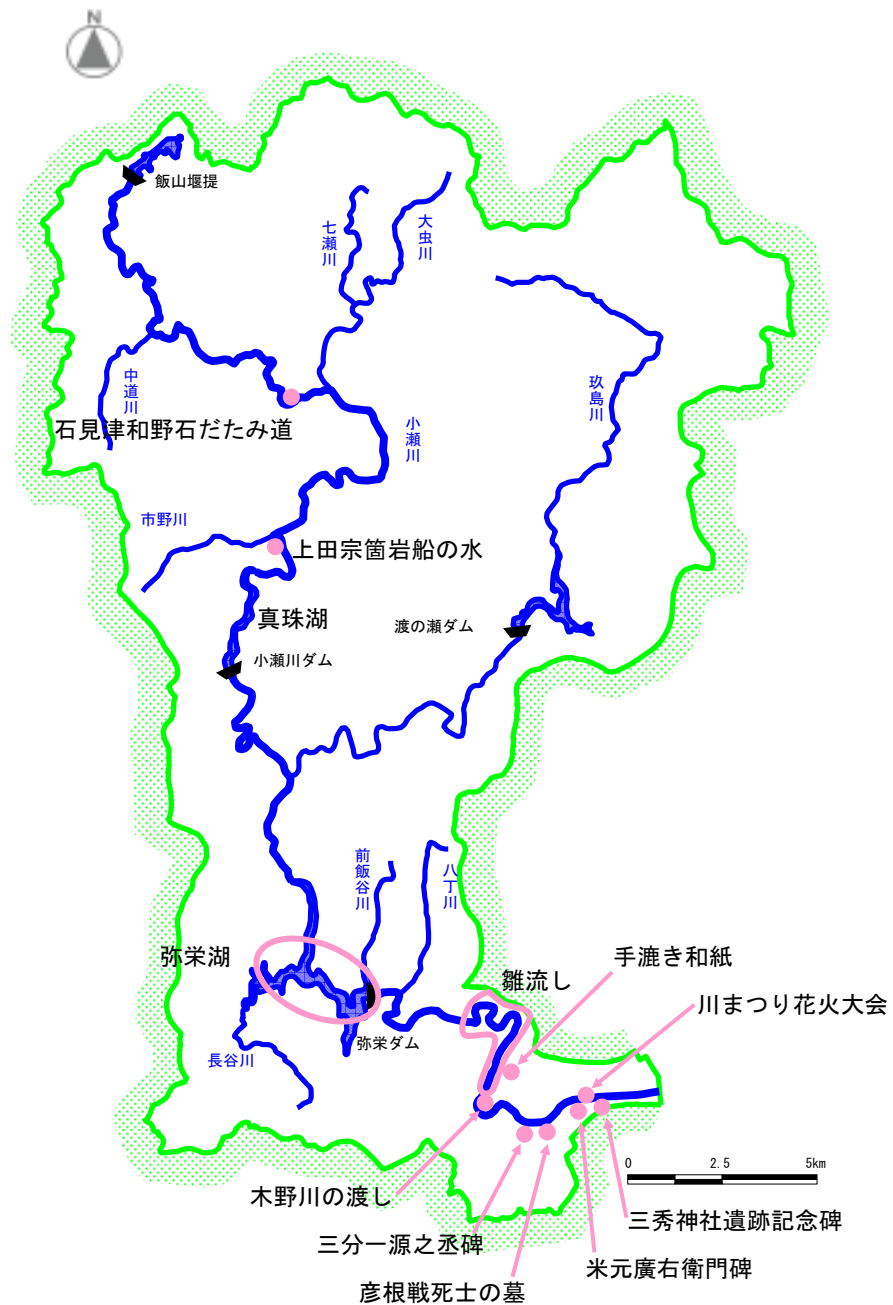 N
飯山堰提
七瀬川
大虫川
中道川
玖島川
石見津和野石だたみ道
小瀬川
市野川
上田宗箇岩船の水
真珠湖
渡の瀬ダム
小瀬川ダム
前飯谷川
八丁川
弥栄湖
手漉き和紙
雛流し
川まつり花火大会
弥栄ダム
長谷川
0 2.5 5km
木野川の渡し
三分一源之丞碑
三秀神社遺跡記念碑
米元廣右衛門碑
彦根戦死士の墓